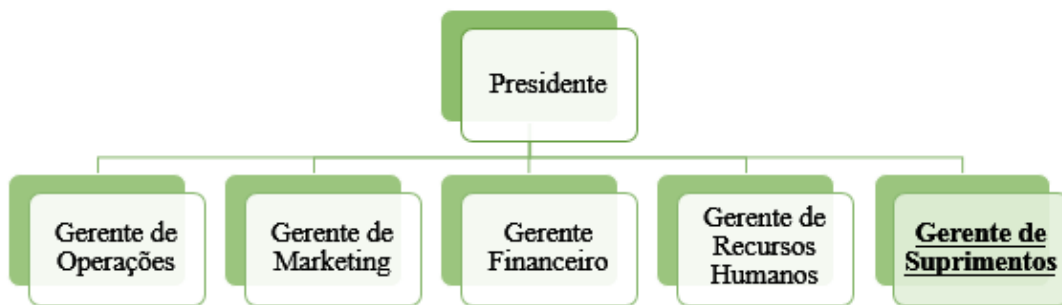 Presidente
Gerente de
Operações
Gerente de
Marketing
Gerente
Financeiro
Gerente de
Recursos
Humanos
Gerente de
Suprimentos